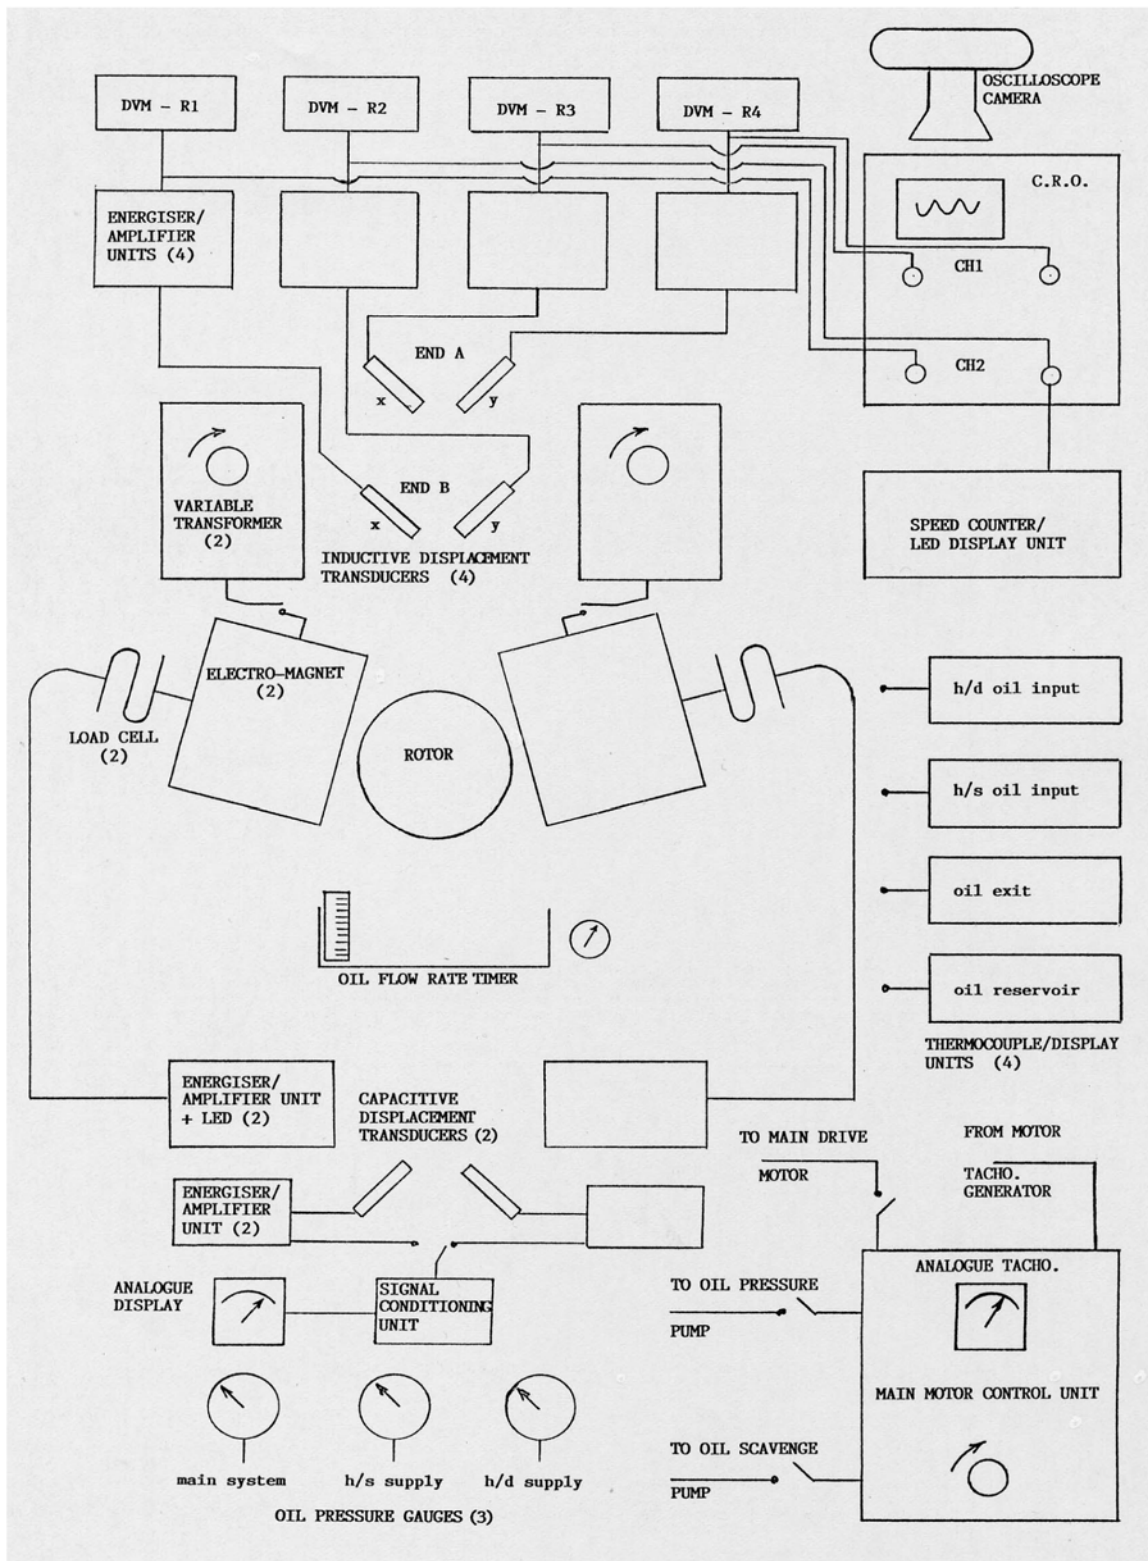 OSCILLOSCOPE
CAMERA
DVM - R1
DVM - R2
DVM - R3
DVM - R4
C.R.O.
ENERGISER/
AMPLIFIER
UNITS (4)
CH1
END A
CH2
x
y
END B
VARIABLE
TRANSFORMER
(2)
x
y
SPEED COUNTER/
LED DISPLAY UNIT
INDUCTIVE DISPLACEMENT
TRANSDUCERS (4)
ELECTRO-MAGNET
(2)
h/d oil input
LOAD CELL
(2)
ROTOR
h/s oil input
oil exit
OIL FLOW RATE TIMER
oil reservoir
THERMOCOUPLE/DISPLAY
UNITS (4)
ENERGISER/
AMPLIFIER UNIT
+ LED (2)
CAPACITIVE
DISPLACEMENT
TRANSDUCERS (2)
TO MAIN DRIVE
MOTOR
FROM MOTOR
TACHO.
GENERATOR
ENERGISER/
AMPLIFIER
UNIT (2)
ANALOGUE TACHO.
ANALOGUE
DISPLAY
SIGNAL
CONDITIONING
UNIT
TO OIL PRESSURE
PUMP
MAIN MOTOR CONTROL UNIT
TO OIL SCAVENGE
PUMP
main system
h/s supply
h/d supply
OIL PRESSURE GAUGES (3)